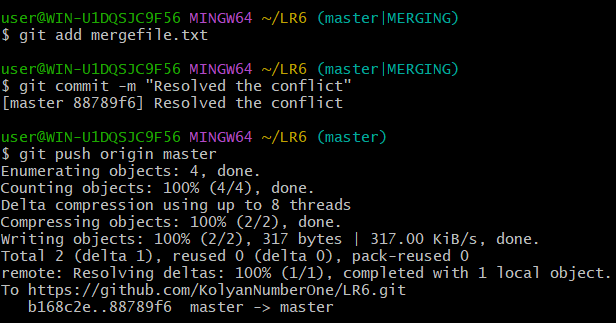 user@WIN-U1DQSJC9F56 MINGW64 ~/LR6 (master|MERGING)
$ git add mergefile.txt
user@WIN-U1DQSJC9F56 MINGW64 ~/LR6 (master|MERGING)
$ git commit -m "Resolved the conflict"
[master 88789f6] Resolved the conflict
user@WIN-U1DQSJC9F56 MINGW64 ~/LR6 (master)
$ git push origin master
Enumerating objects: 4, done.
Counting objects: 100% (4/4), done.
Delta compression using up to 8 threads
Compressing objects: 100% (2/2), done.
Writing objects: 100% (2/2), 317 bytes | 317.00 KiB/s, done.
Total 2 (delta 1), reused 0 (delta 0), pack-reused 0
remote: Resolving deltas: 100% (1/1), completed with 1 local object.
To https://github.com/KolyanNumberOne/LR6.git
   b168c2e..88789f6  master -> master